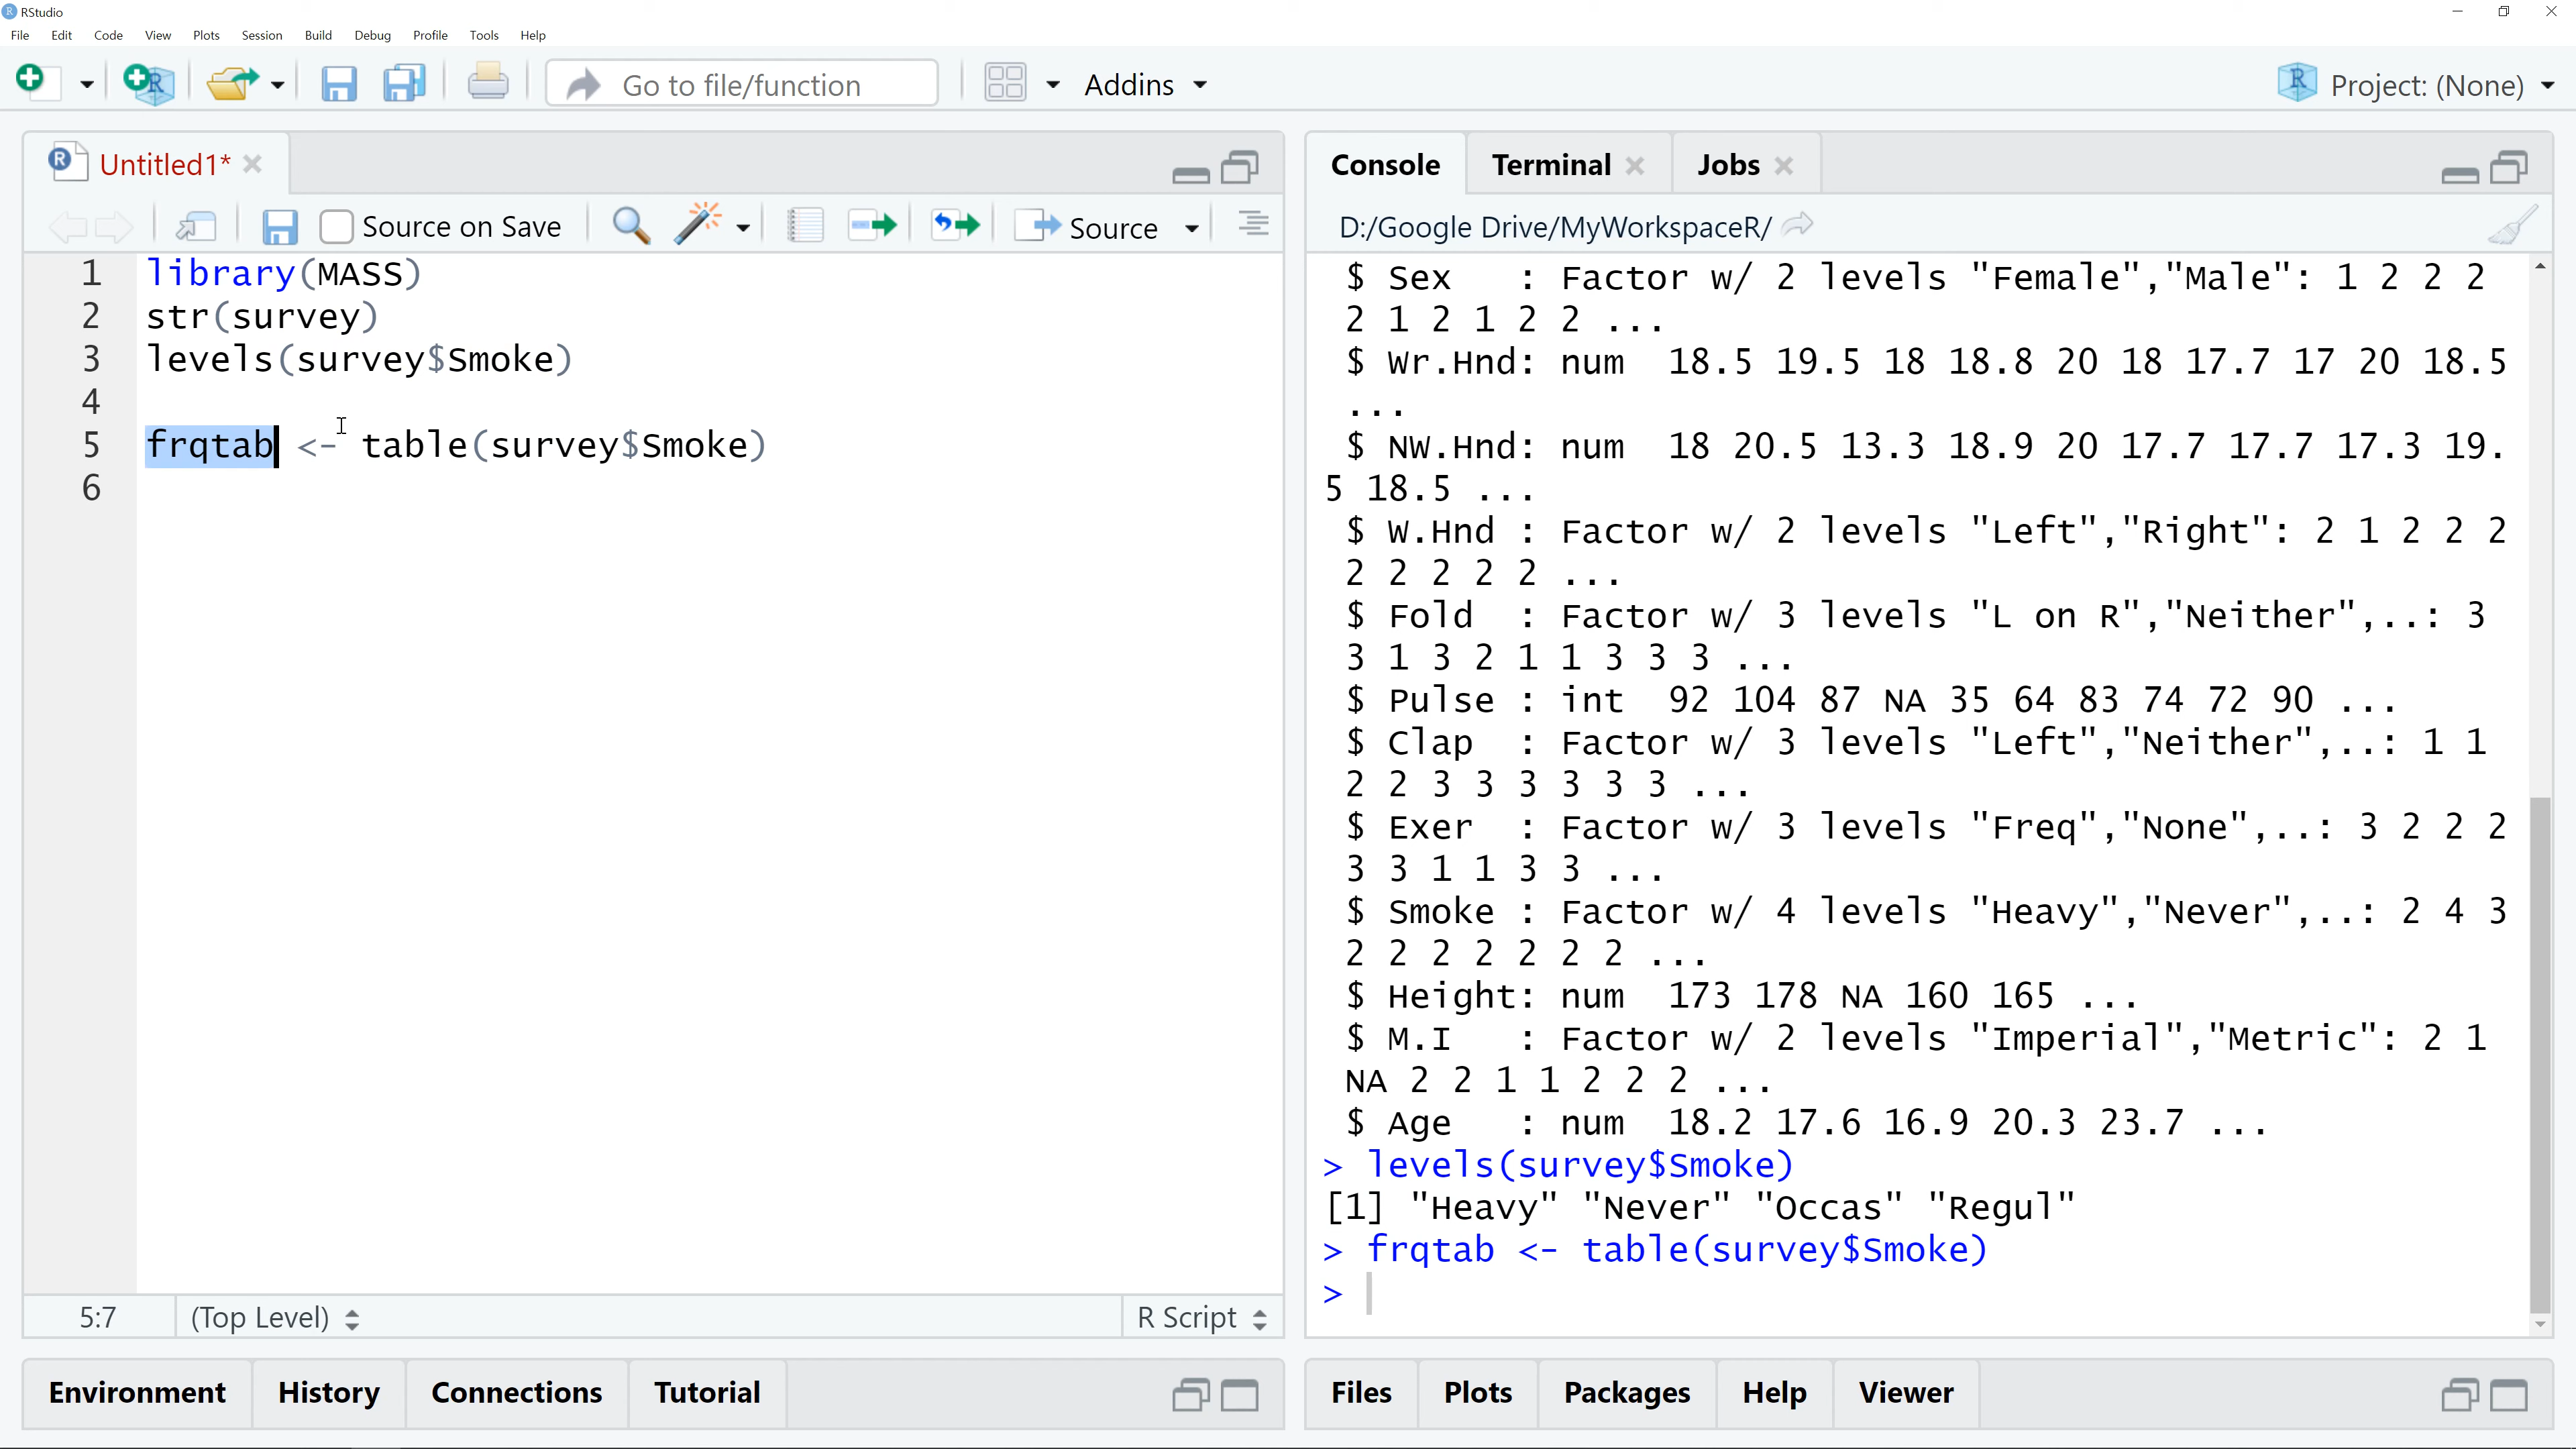 RStudio
File Edit Code View Plots Session Build Debug Profile Tools Help
Go to file/function Addins Project: (None)
Untitled1*
Source on Save Source
1 library(MASS)
2 str(survey)
3 levels(survey$Smoke)
4
5 frqtab <- table(survey$Smoke)
6
5:7 (Top Level) R Script
Environment History Connections Tutorial
Console Terminal Jobs
D:/Google Drive/MyWorkspaceR/
$ Sex   : Factor w/ 2 levels "Female","Male": 1 2 2 2
2 1 2 1 2 2 ...
$ Wr.Hnd: num  18.5 19.5 18 18.8 20 18 17.7 17 20 18.5
...
$ NW.Hnd: num  18 20.5 13.3 18.9 20 17.7 17.7 17.3 19.
5 18.5 ...
$ W.Hnd : Factor w/ 2 levels "Left","Right": 2 1 2 2 2
2 2 2 2 2 ...
$ Fold  : Factor w/ 3 levels "L on R","Neither",..: 3
3 1 3 2 1 1 3 3 3 ...
$ Pulse : int  92 104 87 NA 35 64 83 74 72 90 ...
$ Clap  : Factor w/ 3 levels "Left","Neither",..: 1 1
2 2 3 3 3 3 3 3 ...
$ Exer  : Factor w/ 3 levels "Freq","None",..: 3 2 2 2
3 3 1 1 3 3 ...
$ Smoke : Factor w/ 4 levels "Heavy","Never",..: 2 4 3
2 2 2 2 2 2 2 ...
$ Height: num  173 178 NA 160 165 ...
$ M.I   : Factor w/ 2 levels "Imperial","Metric": 2 1
NA 2 2 1 1 2 2 2 ...
$ Age   : num  18.2 17.6 16.9 20.3 23.7 ...
> levels(survey$Smoke)
[1] "Heavy" "Never" "Occas" "Regul"
> frqtab <- table(survey$Smoke)
>
Files Plots Packages Help Viewer